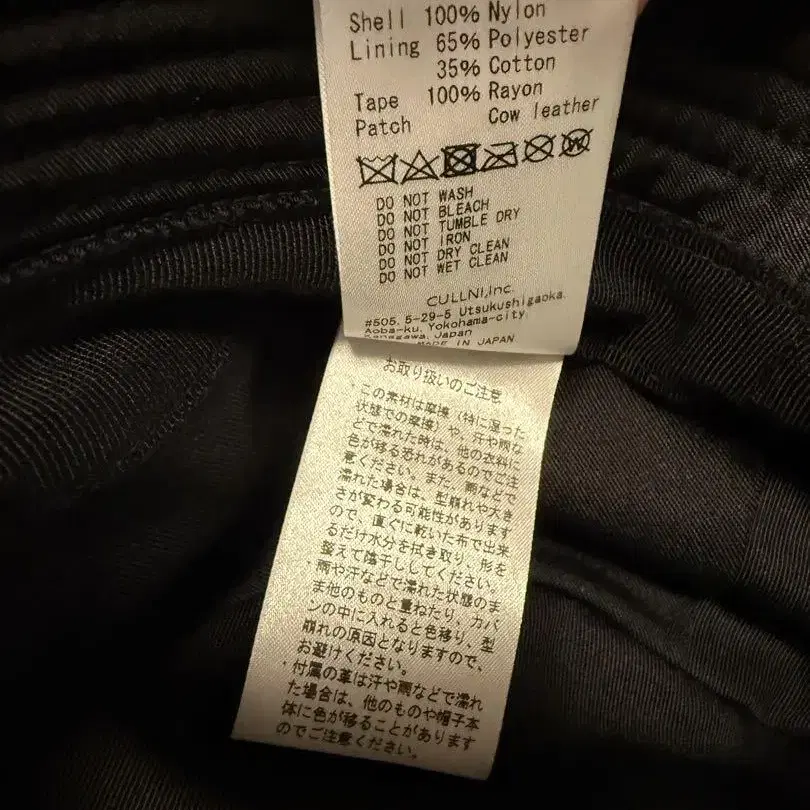 Shell 100% Nylon
Lining 65% Polyester
35% Cotton
Tape 100% Rayon
Patch Cow leather
W
DO NOT WASH
DO NOT BLEACH
DO NOT TUMBLE DRY
DO NOT IRON
DO NOT DRY CLEAN
DO NOT WET CLEAN
CULLNI,Inc.
#505, 5-29-5 Utsukushigaoka,
Aoba-ku, Yokohama-city,
Kanagawa, Japan
MADE IN JAPAN
お取り扱いのご注意
・この素材は摩擦(特に湿った
状態での摩擦)や、汗や雨な
どで濡れた時は、他の衣料に
色が移る恐れがあるのでご注
意ください。また、雨などで
濡れた場合は、型崩れや大き
さが変わる可能性があります
ので、直ぐに乾いた布で出来
るだけ水分を拭き取り、形を
整えて陰干ししてください。
・雨や汗などで濡れた状態のま
ま他のものと重ねたり、カバ
ンの中に入れると色移り、型
崩れの原因となりますので、
お避けください。
・付属の革は汗や雨などで濡れ
た場合は、他のものや帽子本
体に色が移ることがあります
のでご注意ください。